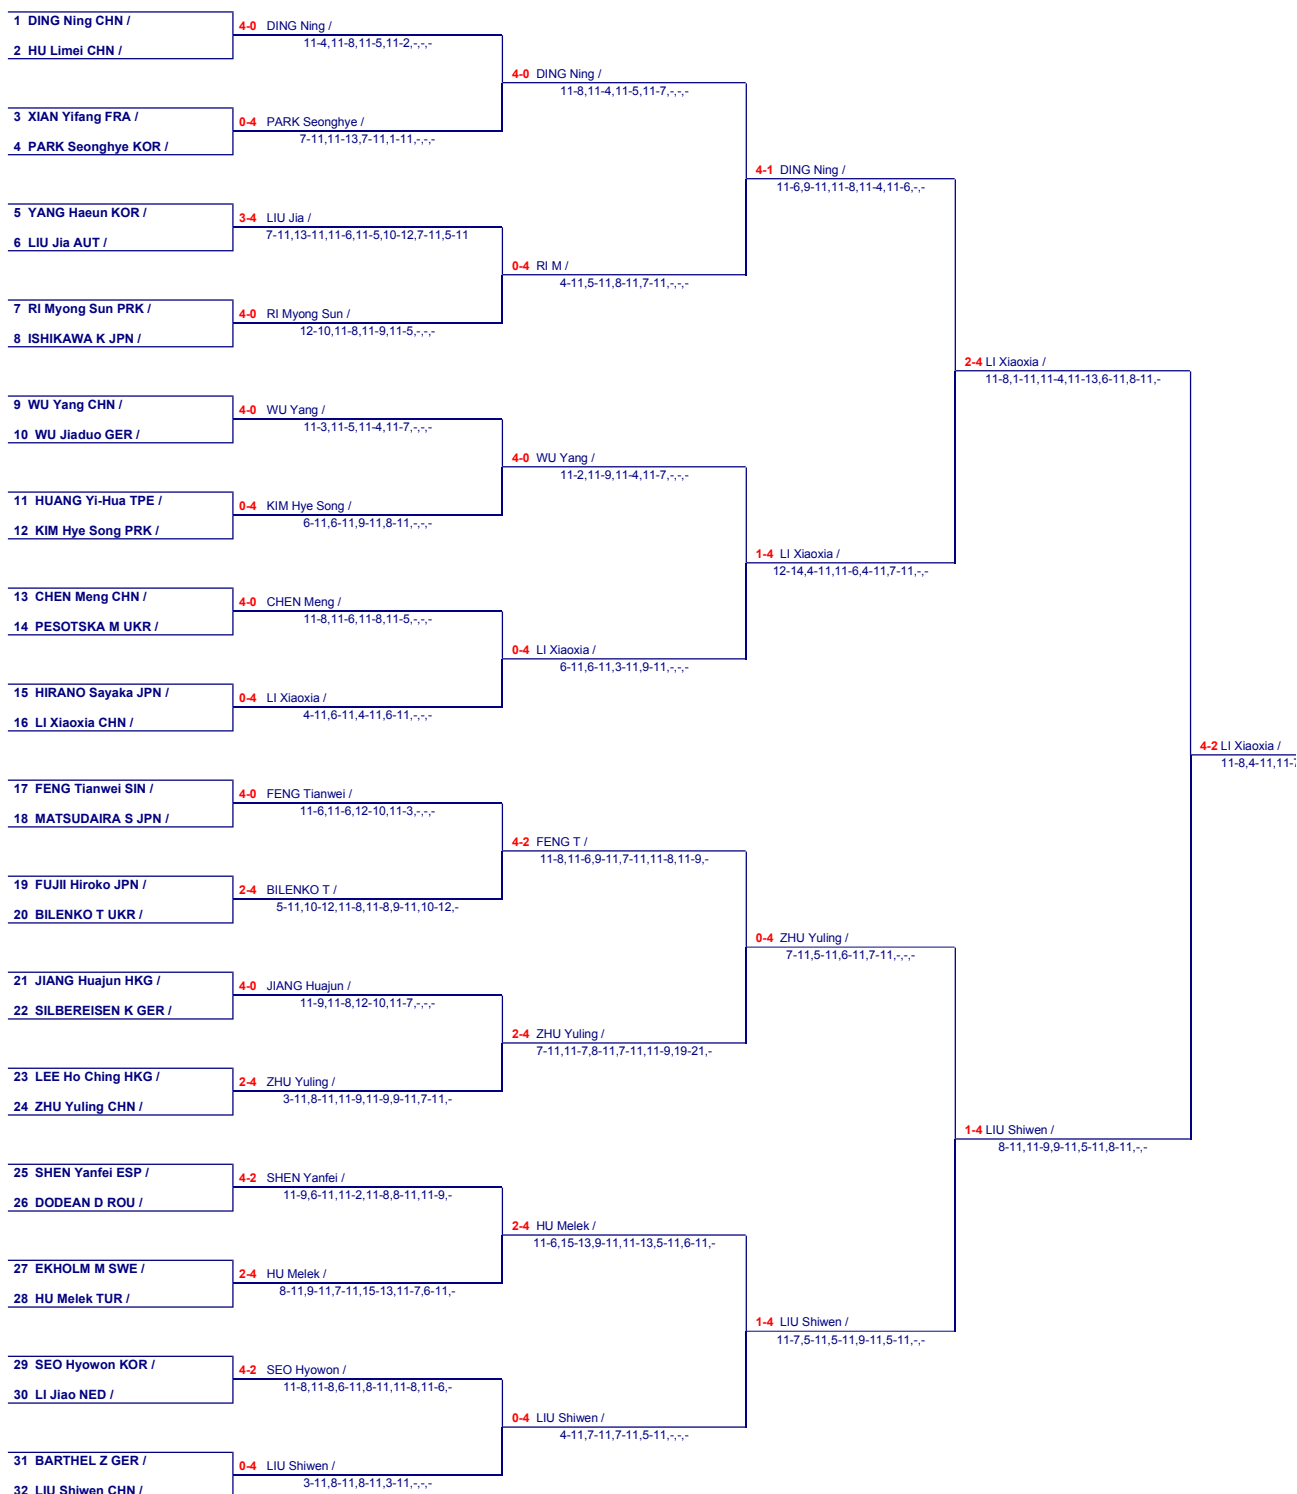 1 DING Ning CHN /
4-0 DING Ning /
11-4,11-8,11-5,11-2,-,-,-
2 HU Limei CHN /
4-0 DING Ning /
11-8,11-4,11-5,11-7,-,-,-
3 XIAN Yifang FRA /
0-4 PARK Seonghye /
7-11,11-13,7-11,1-11,-,-,-
4 PARK Seonghye KOR /
4-1 DING Ning /
11-6,9-11,11-8,11-4,11-6,-,-
5 YANG Haeun KOR /
3-4 LIU Jia /
7-11,13-11,11-6,11-5,10-12,7-11,5-11
6 LIU Jia AUT /
0-4 RI M /
4-11,5-11,8-11,7-11,-,-,-
7 RI Myong Sun PRK /
4-0 RI Myong Sun /
12-10,11-8,11-9,11-5,-,-,-
8 ISHIKAWA K JPN /
2-4 LI Xiaoxia /
11-8,1-11,11-4,11-13,6-11,8-11,-
9 WU Yang CHN /
4-0 WU Yang /
11-3,11-5,11-4,11-7,-,-,-
10 WU Jiaduo GER /
4-0 WU Yang /
11-2,11-9,11-4,11-7,-,-,-
11 HUANG Yi-Hua TPE /
0-4 KIM Hye Song /
6-11,6-11,9-11,8-11,-,-,-
12 KIM Hye Song PRK /
1-4 LI Xiaoxia /
12-14,4-11,11-6,4-11,7-11,-,-
13 CHEN Meng CHN /
4-0 CHEN Meng /
11-8,11-6,11-8,11-5,-,-,-
14 PESOTSKA M UKR /
0-4 LI Xiaoxia /
6-11,6-11,3-11,9-11,-,-,-
15 HIRANO Sayaka JPN /
0-4 LI Xiaoxia /
4-11,6-11,4-11,6-11,-,-,-
16 LI Xiaoxia CHN /
4-2 LI Xiaoxia /
11-8,4-11,11-7
17 FENG Tianwei SIN /
4-0 FENG Tianwei /
11-6,11-6,12-10,11-3,-,-,-
18 MATSUDAIRA S JPN /
4-2 FENG T /
11-8,11-6,9-11,7-11,11-8,11-9,-
19 FUJII Hiroko JPN /
2-4 BILENKO T /
5-11,10-12,11-8,11-8,9-11,10-12,-
20 BILENKO T UKR /
0-4 ZHU Yuling /
7-11,5-11,6-11,7-11,-,-,-
21 JIANG Huajun HKG /
4-0 JIANG Huajun /
11-9,11-8,12-10,11-7,-,-,-
22 SILBEREISEN K GER /
2-4 ZHU Yuling /
7-11,11-7,8-11,7-11,11-9,19-21,-
23 LEE Ho Ching HKG /
2-4 ZHU Yuling /
3-11,8-11,11-9,11-9,9-11,7-11,-
24 ZHU Yuling CHN /
1-4 LIU Shiwen /
8-11,11-9,9-11,5-11,8-11,-,-
25 SHEN Yanfei ESP /
4-2 SHEN Yanfei /
11-9,6-11,11-2,11-8,8-11,11-9,-
26 DODEAN D ROU /
2-4 HU Melek /
11-6,15-13,9-11,11-13,5-11,6-11,-
27 EKHOLM M SWE /
2-4 HU Melek /
8-11,9-11,7-11,15-13,11-7,6-11,-
28 HU Melek TUR /
1-4 LIU Shiwen /
11-7,5-11,5-11,9-11,5-11,-,-
29 SEO Hyowon KOR /
4-2 SEO Hyowon /
11-8,11-8,6-11,8-11,11-8,11-6,-
30 LI Jiao NED /
0-4 LIU Shiwen /
4-11,7-11,7-11,5-11,-,-,-
31 BARTHEL Z GER /
0-4 LIU Shiwen /
3-11,8-11,8-11,3-11,-,-,-
32 LIU Shiwen CHN /